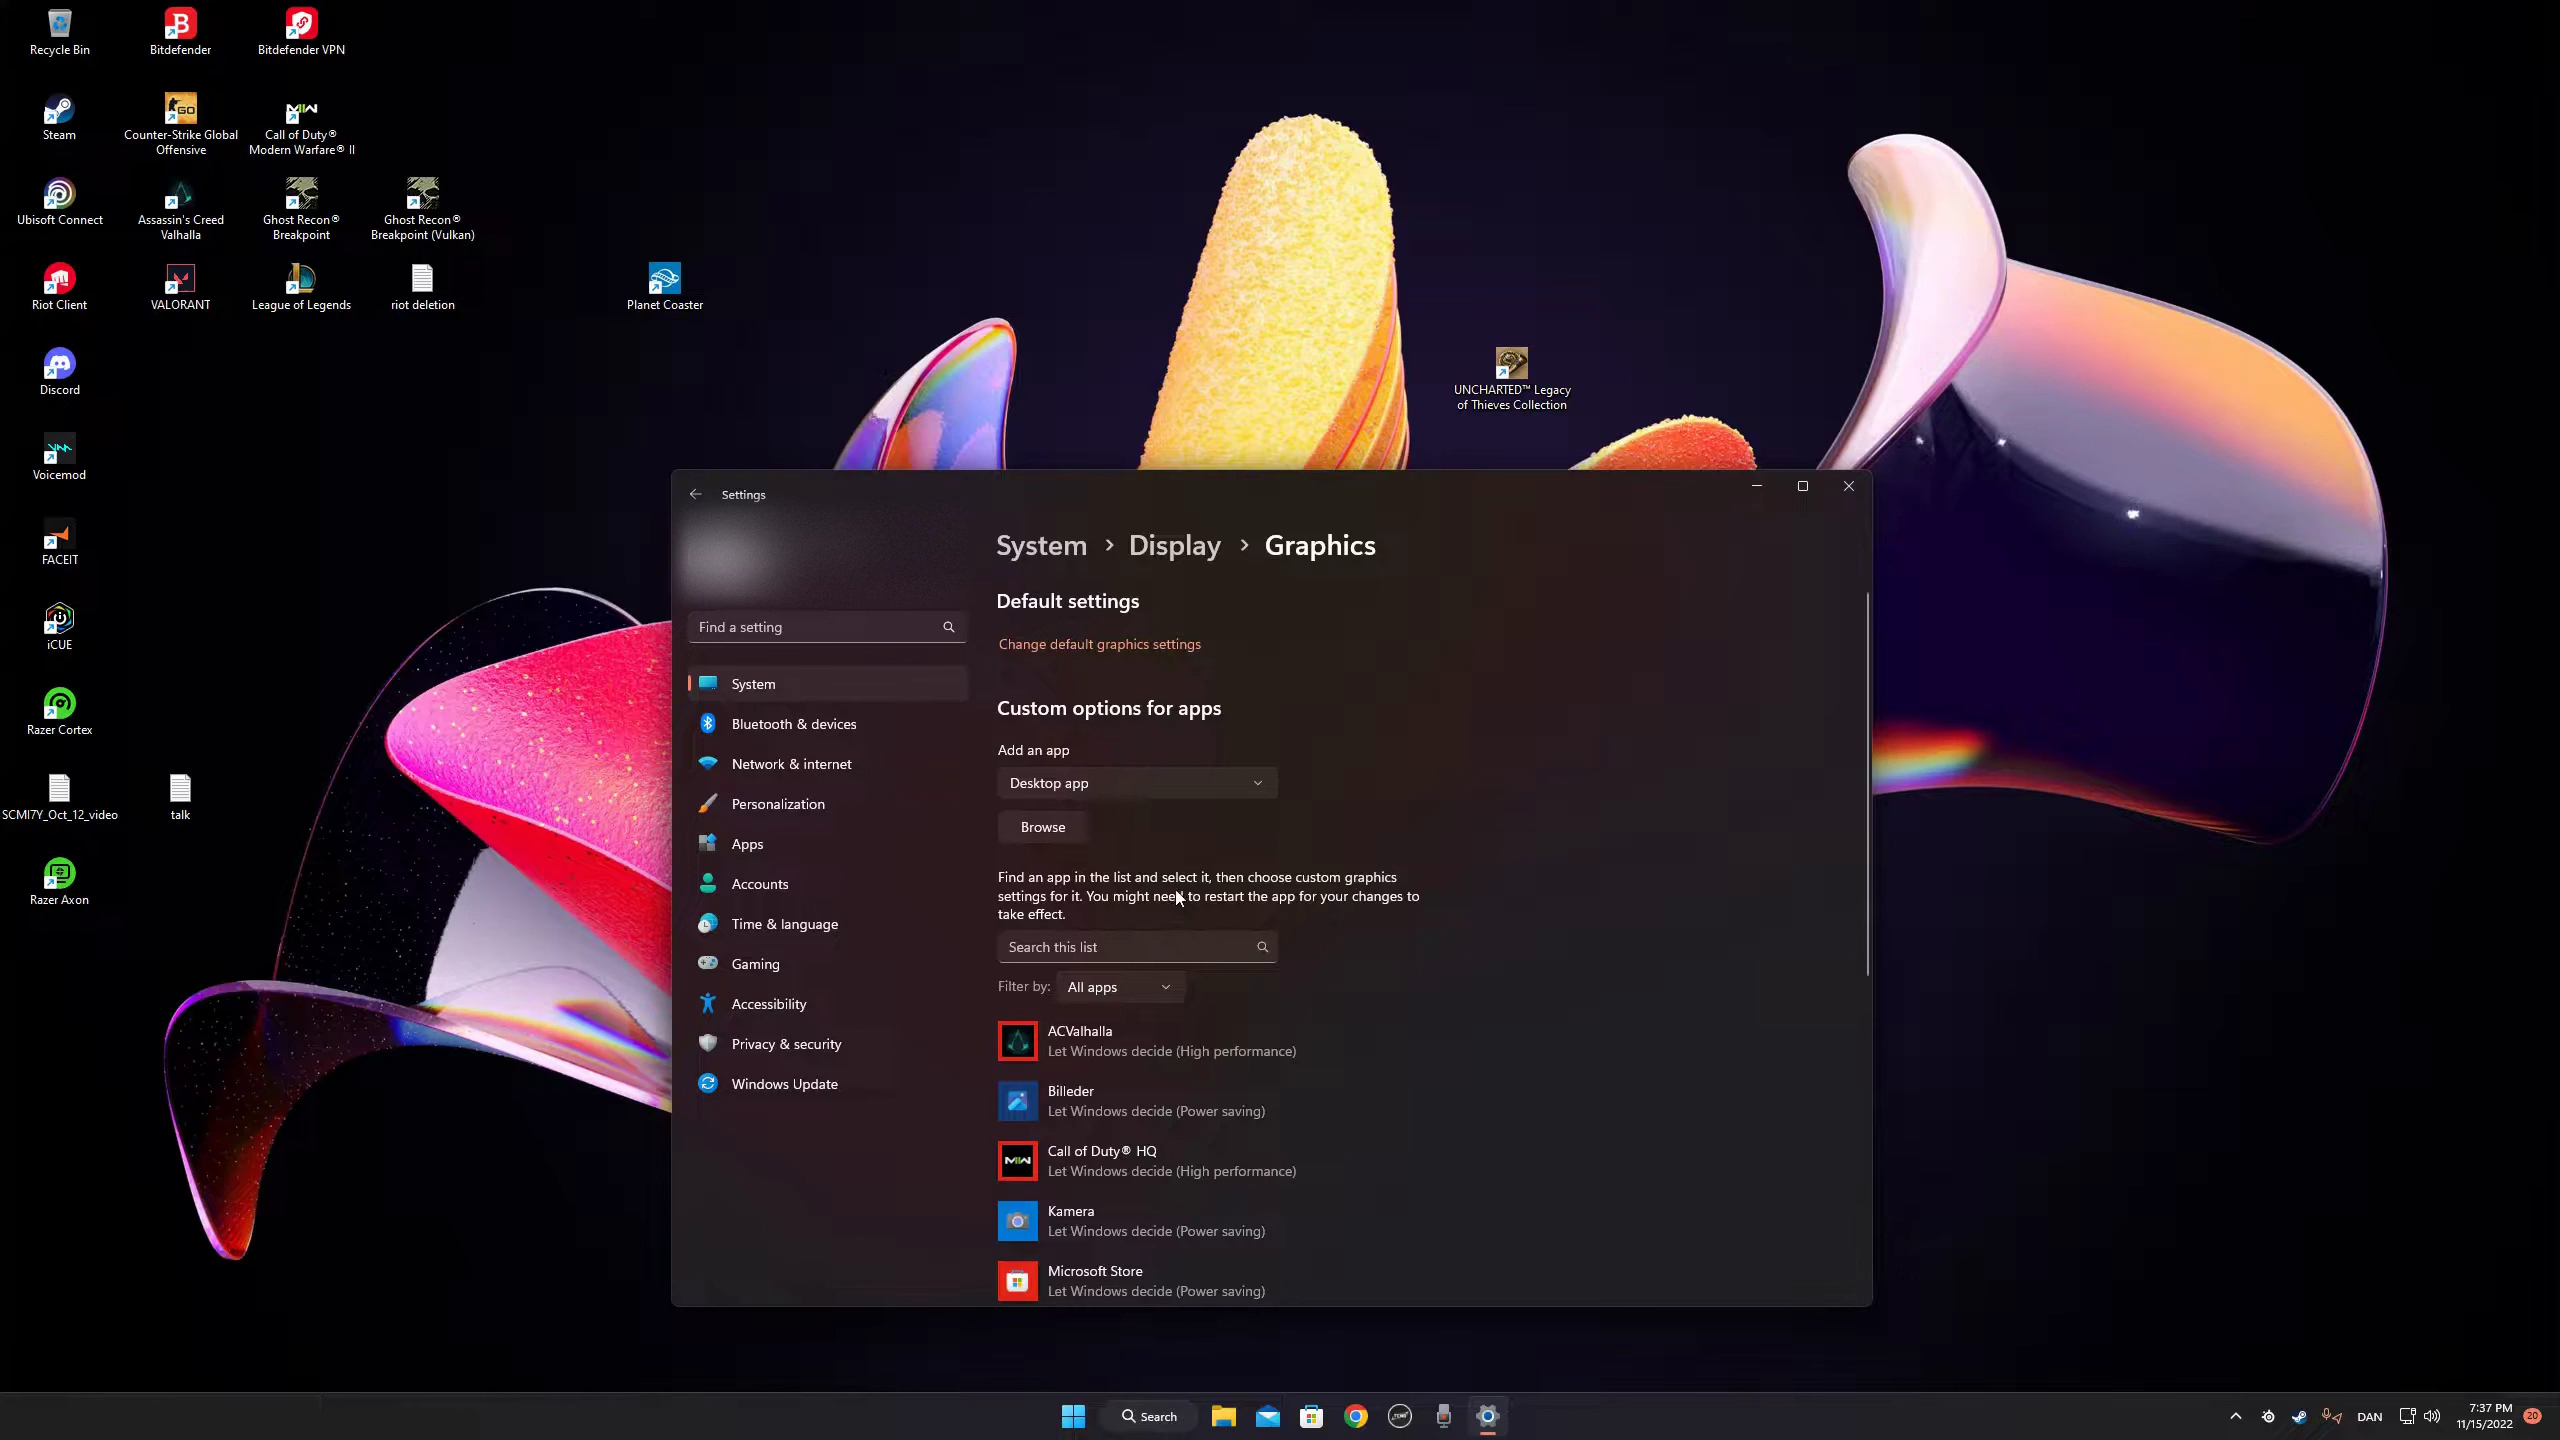 Recycle Bin
Bitdefender
Bitdefender VPN
Steam
Counter-Strike Global
Offensive
Call of Duty®
Modern Warfare® II
Ubisoft Connect
Assassin's Creed
Valhalla
Ghost Recon®
Breakpoint
Ghost Recon®
Breakpoint (Vulkan)
Riot Client
VALORANT
League of Legends
riot deletion
Planet Coaster
Discord
UNCHARTED™ Legacy
of Thieves Collection
Voicemod
FACEIT
iCUE
Razer Cortex
SCMI7Y_Oct_12_video
talk
Razer Axon
Settings
Find a setting
System
Bluetooth & devices
Network & internet
Personalization
Apps
Accounts
Time & language
Gaming
Accessibility
Privacy & security
Windows Update
System > Display > Graphics
Default settings
Change default graphics settings
Custom options for apps
Add an app
Desktop app
Browse
Find an app in the list and select it, then choose custom graphics
settings for it. You might need to restart the app for your changes to
take effect.
Search this list
Filter by: All apps
ACValhalla
Let Windows decide (High performance)
Billeder
Let Windows decide (Power saving)
Call of Duty® HQ
Let Windows decide (High performance)
Kamera
Let Windows decide (Power saving)
Microsoft Store
Let Windows decide (Power saving)
Search
DAN
7:37 PM
11/15/2022
20